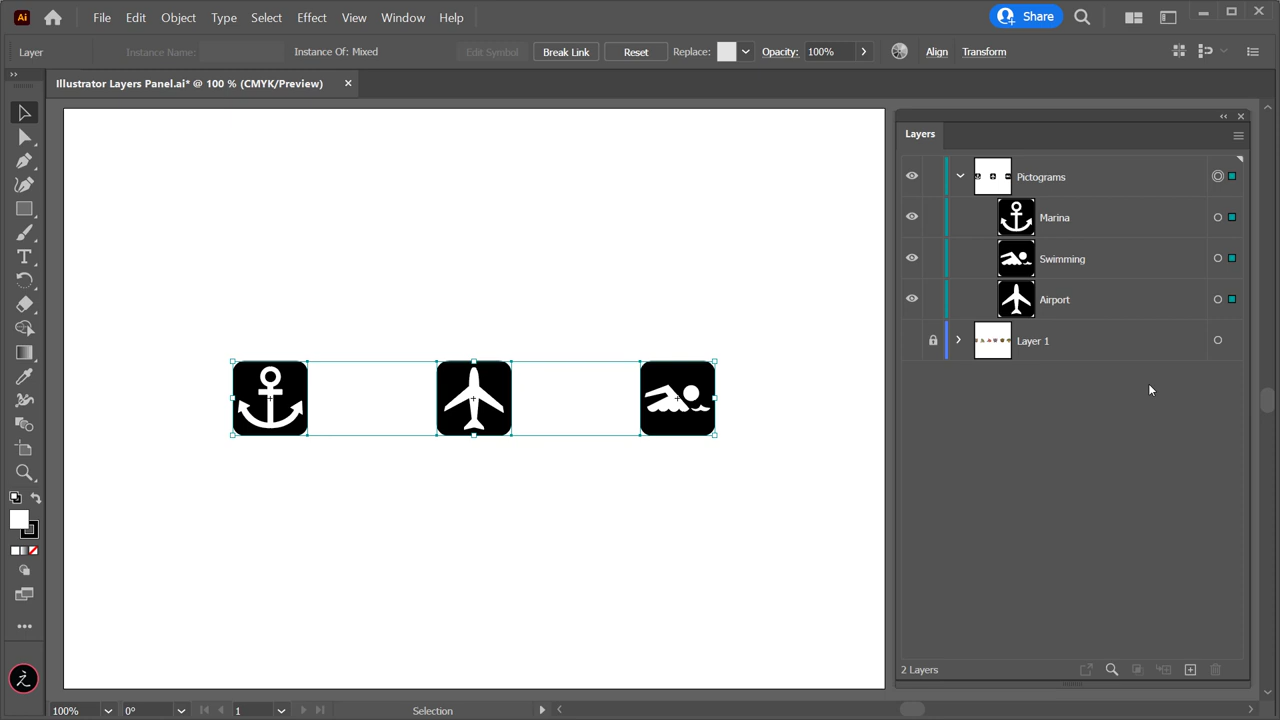 Ai File Edit Object Type Select Effect View Window Help Share
Layer Instance Name: Instance Of: Mixed Edit Symbol Break Link Reset Replace: Opacity: 100% Align Transform
Illustrator Layers Panel.ai* @ 100 % (CMYK/Preview)
Layers
Pictograms
Marina
Swimming
Airport
Layer 1
2 Layers
100% 0° 1 Selection